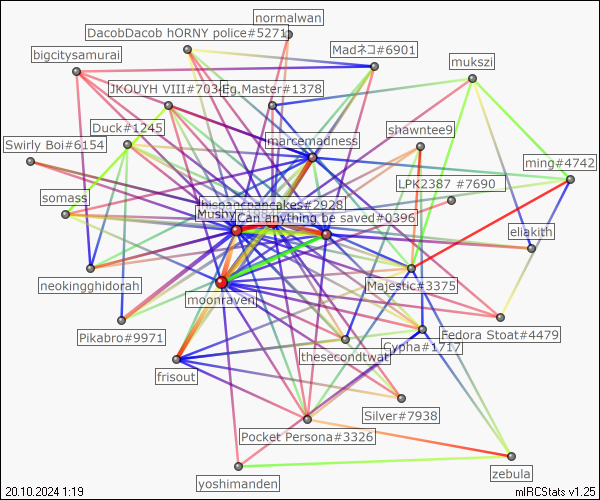 normalwan
DacobDacob hORNY police#5271
Madネコ#6901
bigcitysamurai
mukszi
JKOUYH VIII#7034
Eg.Master#1378
Duck#1245
shawntee9
marcemadness
Swirly Boi#6154
ming#4742
LPK2387 #7690
somass
hispancpancakes#2928
Mushy
Can anything be saved#0396
eliakith
neokingghidorah
Majestic#3375
moonraven
Pikabro#9971
Fedora Stoat#4479
thesecondtwat
Cypha#1717
frisout
Silver#7938
Pocket Persona#3326
zebula
yoshimanden
20.10.2024 1:19
mIRCStats v1.25